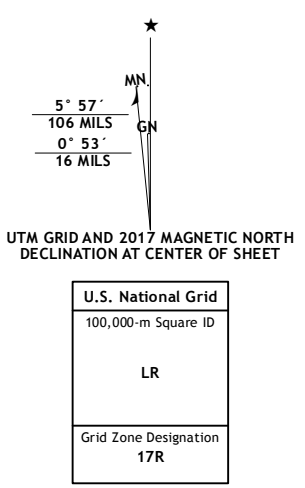 ★
MN.
5° 57´
106 MILS
GN
0° 53´
16 MILS
UTM GRID AND 2017 MAGNETIC NORTH
DECLINATION AT CENTER OF SHEET
U.S. National Grid
100,000-m Square ID
LR
Grid Zone Designation
17R